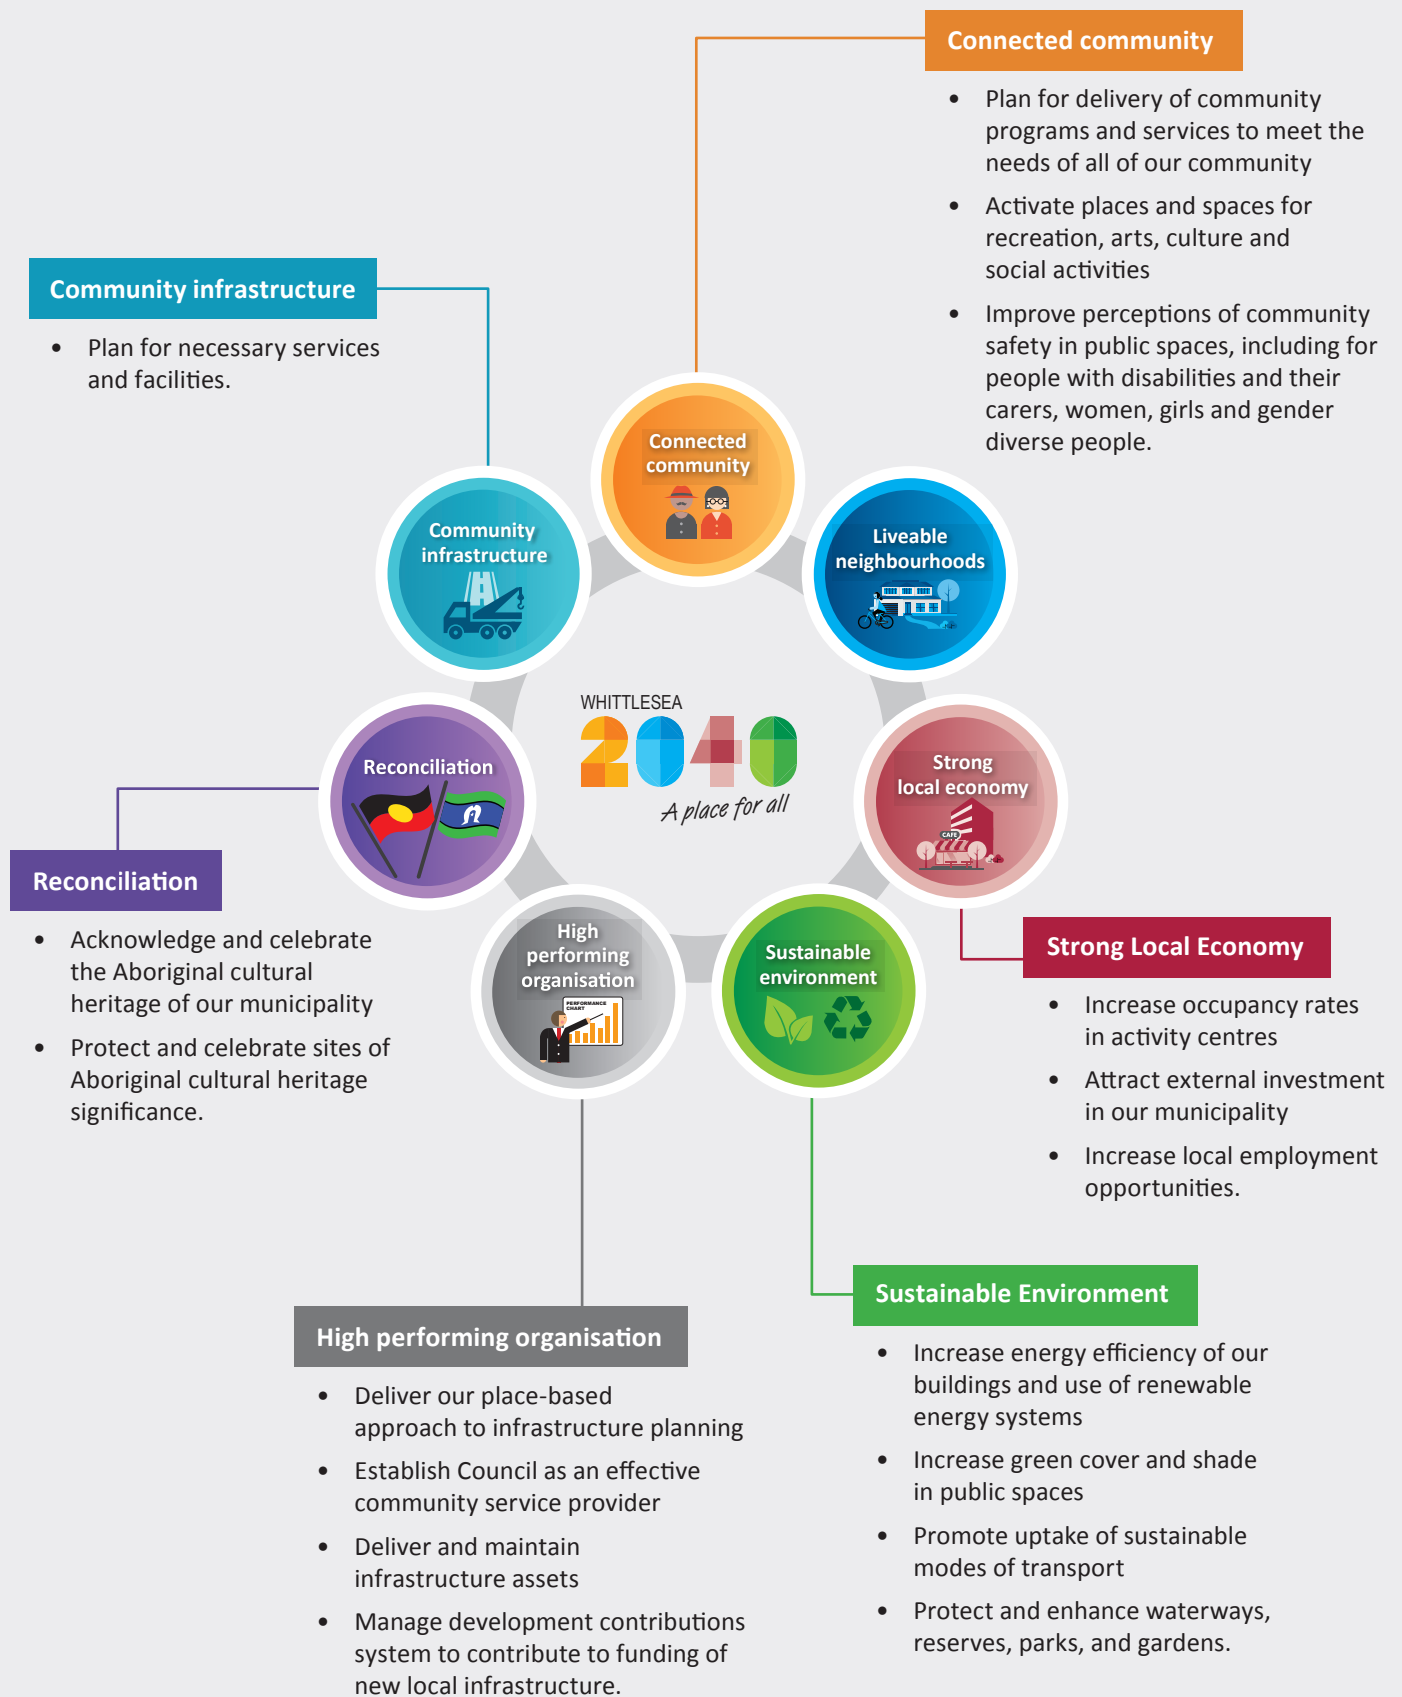 Connected community
• Plan for delivery of community
programs and services to meet the
needs of all of our community
• Activate places and spaces for
recreation, arts, culture and
social activities
• Improve perceptions of community
safety in public spaces, including for
people with disabilities and their
carers, women, girls and gender
diverse people.
Community infrastructure
• Plan for necessary services
and facilities.
Connected
community
Community
infrastructure
Liveable
neighbourhoods
WHITTLESEA
2040
A place for all
Reconciliation
Strong
local economy
CAFE
High
performing
organisation
PERFORMANCE
CHART
Sustainable
environment
Reconciliation
• Acknowledge and celebrate
the Aboriginal cultural
heritage of our municipality
• Protect and celebrate sites of
Aboriginal cultural heritage
significance.
Strong Local Economy
• Increase occupancy rates
in activity centres
• Attract external investment
in our municipality
• Increase local employment
opportunities.
High performing organisation
• Deliver our place-based
approach to infrastructure planning
• Establish Council as an effective
community service provider
• Deliver and maintain
infrastructure assets
• Manage development contributions
system to contribute to funding of
new local infrastructure.
Sustainable Environment
• Increase energy efficiency of our
buildings and use of renewable
energy systems
• Increase green cover and shade
in public spaces
• Promote uptake of sustainable
modes of transport
• Protect and enhance waterways,
reserves, parks, and gardens.